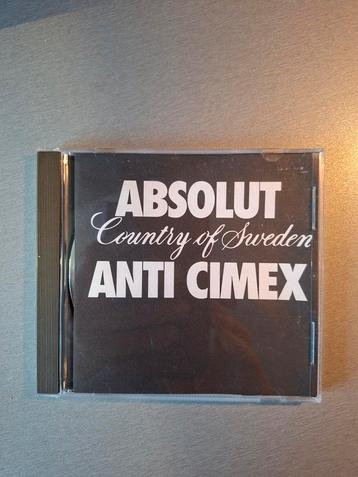 ABSOLUT
Country of Sweden
ANTI CIMEX